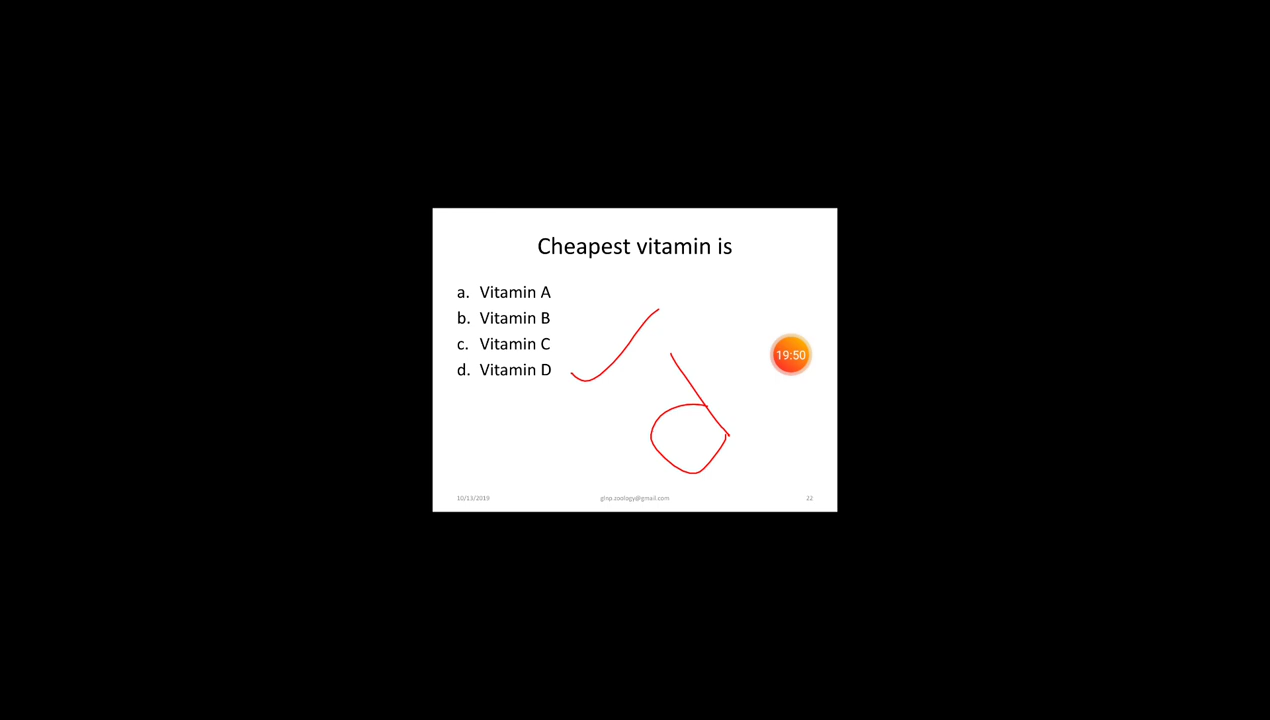 Cheapest vitamin is
a. Vitamin A
b. Vitamin B
c. Vitamin C
d. Vitamin D
19:50
10/13/2019
glnp.zoology@gmail.com
22